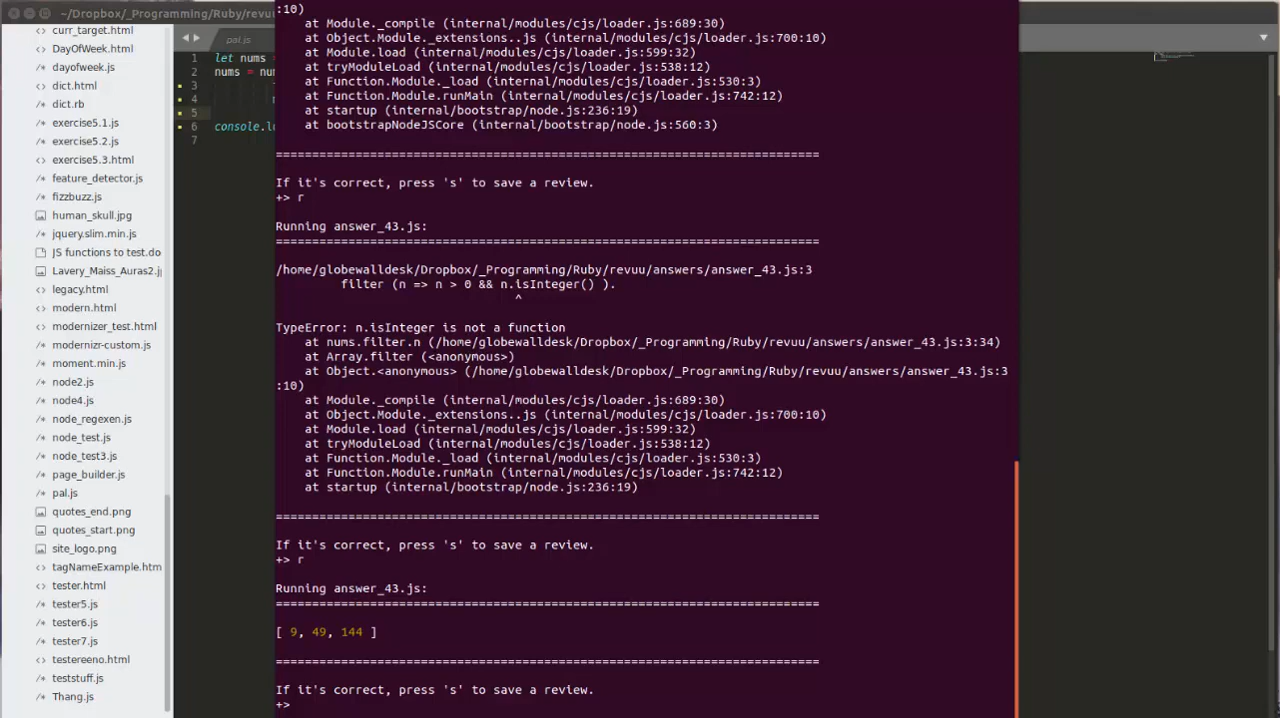 ~/Dropbox/_Programming/Ruby/revuu
curr_target.html
DayOfWeek.html
dayofweek.js
dict.html
dict.rb
exercise5.1.js
exercise5.2.js
exercise5.3.html
feature_detector.js
fizzbuzz.js
human_skull.jpg
jquery.slim.min.js
JS functions to test.do
Lavery_Maiss_Auras2.j
legacy.html
modern.html
modernizr_test.html
modernizr-custom.js
moment.min.js
node2.js
node4.js
node_regexen.js
node_test.js
node_test3.js
page_builder.js
pal.js
quotes_end.png
quotes_start.png
site_logo.png
tagNameExample.htm
tester.html
tester5.js
tester6.js
tester7.js
testereeno.html
teststuff.js
Thang.js
pal.js
1 let nums =
2 nums = nu
3
4
5
6 console.l
7
:10)
at Module._compile (internal/modules/cjs/loader.js:689:30)
at Object.Module._extensions..js (internal/modules/cjs/loader.js:700:10)
at Module.load (internal/modules/cjs/loader.js:599:32)
at tryModuleLoad (internal/modules/cjs/loader.js:538:12)
at Function.Module._load (internal/modules/cjs/loader.js:530:3)
at Function.Module.runMain (internal/modules/cjs/loader.js:742:12)
at startup (internal/bootstrap/node.js:236:19)
at bootstrapNodeJSCore (internal/bootstrap/node.js:560:3)
===========================================================================
If it's correct, press 's' to save a review.
+> r
Running answer_43.js:
===========================================================================
/home/globewalldesk/Dropbox/_Programming/Ruby/revuu/answers/answer_43.js:3
filter (n => n > 0 && n.isInteger() ).
^
TypeError: n.isInteger is not a function
at nums.filter.n (/home/globewalldesk/Dropbox/_Programming/Ruby/revuu/answers/answer_43.js:3:34)
at Array.filter (<anonymous>)
at Object.<anonymous> (/home/globewalldesk/Dropbox/_Programming/Ruby/revuu/answers/answer_43.js:3
:10)
at Module._compile (internal/modules/cjs/loader.js:689:30)
at Object.Module._extensions..js (internal/modules/cjs/loader.js:700:10)
at Module.load (internal/modules/cjs/loader.js:599:32)
at tryModuleLoad (internal/modules/cjs/loader.js:538:12)
at Function.Module._load (internal/modules/cjs/loader.js:530:3)
at Function.Module.runMain (internal/modules/cjs/loader.js:742:12)
at startup (internal/bootstrap/node.js:236:19)
===========================================================================
If it's correct, press 's' to save a review.
+> r
Running answer_43.js:
===========================================================================
[ 9, 49, 144 ]
===========================================================================
If it's correct, press 's' to save a review.
+>